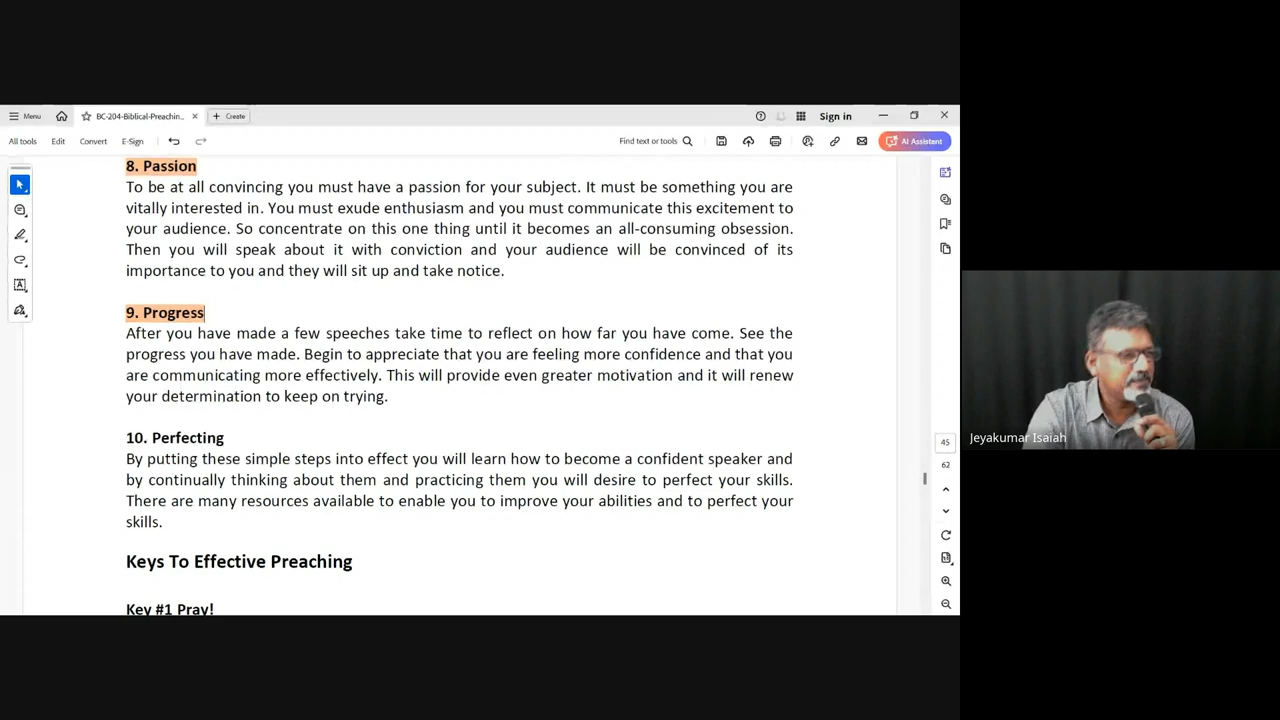 Menu
BC-204-Biblical-Preachin...
Create
Sign in
All tools
Edit
Convert
E-Sign
Find text or tools
AI Assistant
8. Passion
To be at all convincing you must have a passion for your subject. It must be something you are
vitally interested in. You must exude enthusiasm and you must communicate this excitement to
your audience. So concentrate on this one thing until it becomes an all-consuming obsession.
Then you will speak about it with conviction and your audience will be convinced of its
importance to you and they will sit up and take notice.
9. Progress
After you have made a few speeches take time to reflect on how far you have come. See the
progress you have made. Begin to appreciate that you are feeling more confidence and that you
are communicating more effectively. This will provide even greater motivation and it will renew
your determination to keep on trying.
10. Perfecting
By putting these simple steps into effect you will learn how to become a confident speaker and
by continually thinking about them and practicing them you will desire to perfect your skills.
There are many resources available to enable you to improve your abilities and to perfect your
skills.
Keys To Effective Preaching
Key #1 Pray!
45
62
Jeyakumar Isaiah